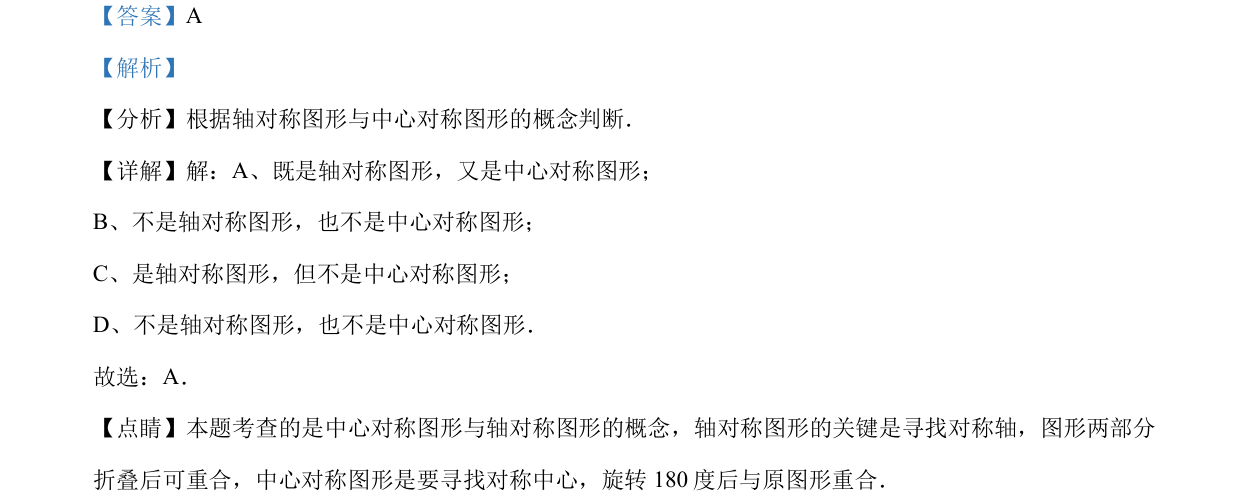 【答案】A
【解析】
【分析】根据轴对称图形与中心对称图形的概念判断．
【详解】解：A、既是轴对称图形，又是中心对称图形；
B、不是轴对称图形，也不是中心对称图形；
C、是轴对称图形，但不是中心对称图形；
D、不是轴对称图形，也不是中心对称图形．
故选：A．
【点睛】本题考查的是中心对称图形与轴对称图形的概念，轴对称图形的关键是寻找对称轴，图形两部分
折叠后可重合，中心对称图形是要寻找对称中心，旋转 180 度后与原图形重合．